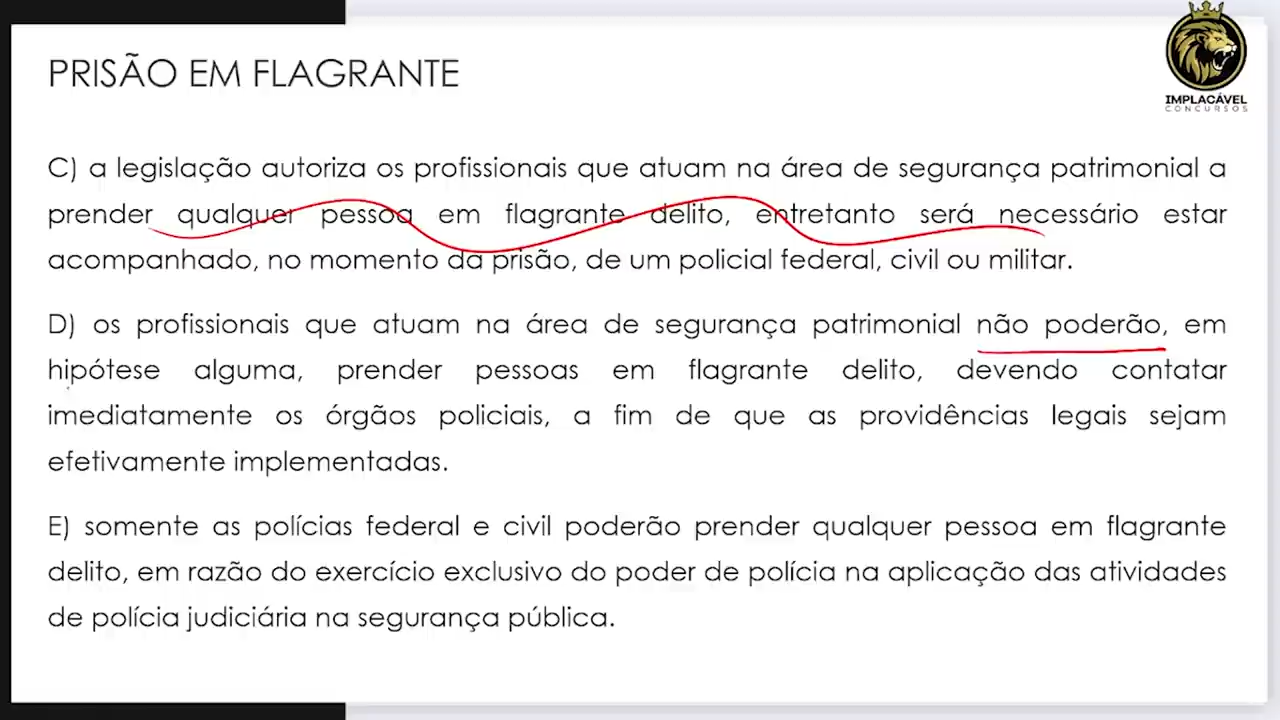 IMPLACÁVEL
CONCURSOS
PRISÃO EM FLAGRANTE
C) a legislação autoriza os profissionais que atuam na área de segurança patrimonial a
prender qualquer pessoa em flagrante delito, entretanto será necessário estar
acompanhado, no momento da prisão, de um policial federal, civil ou militar.
D) os profissionais que atuam na área de segurança patrimonial não poderão, em
hipótese alguma, prender pessoas em flagrante delito, devendo contatar
imediatamente os órgãos policiais, a fim de que as providências legais sejam
efetivamente implementadas.
E) somente as polícias federal e civil poderão prender qualquer pessoa em flagrante
delito, em razão do exercício exclusivo do poder de polícia na aplicação das atividades
de polícia judiciária na segurança pública.